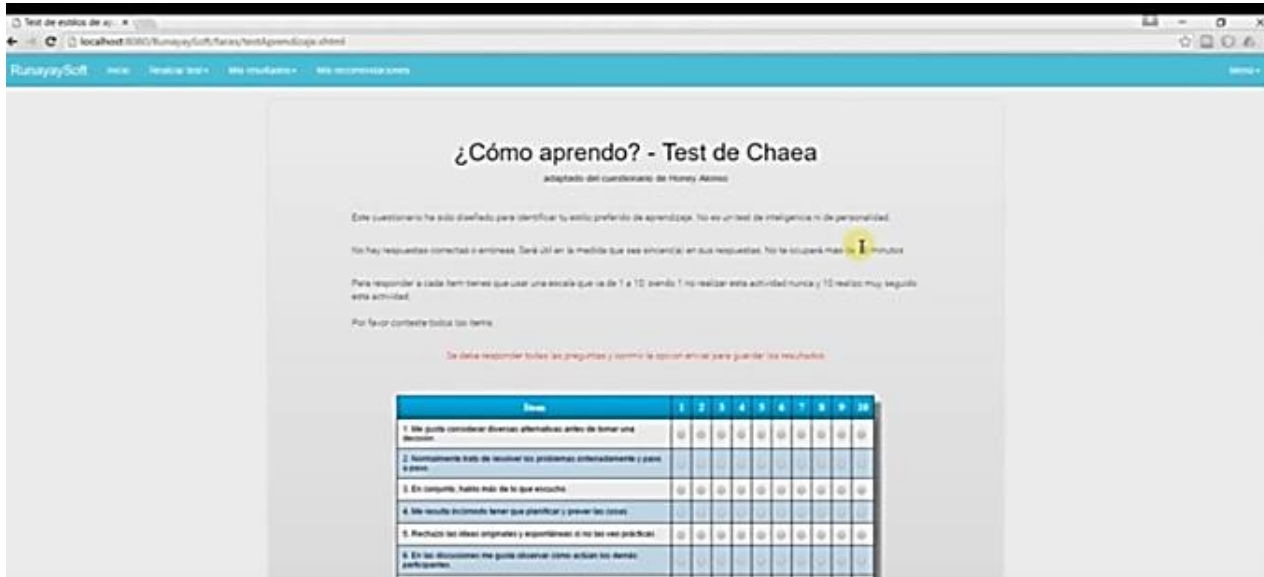 Test de estilos de ap
localhost:8080/RunayaySoft/faces/testAprendizaje.xhtml
RunayaySoft Inicio Realizar test Mis resultados Mis recomendaciones Menú
¿Cómo aprendo? - Test de Chaea
adaptado del cuestionario de Honey Alonso
Este cuestionario ha sido diseñado para identificar tu estilo preferido de aprendizaje. No es un test de inteligencia ni de personalidad.
No hay respuestas correctas o erróneas. Será útil en la medida que sea sincero(a) en sus respuestas. No te ocupará mas de minutos
Para responder a cada item tienes que usar una escala que va de 1 a 10, siendo 1 no realizar esta actividad nunca y 10 realizo muy seguido
esta actividad.
Por favor conteste todos los items.
Se debe responder todas las preguntas y oprimir la opcion enviar para guardar los resultados
Items 1 2 3 4 5 6 7 8 9 10
1. Me gusta considerar diversas alternativas antes de tomar una
decisión.
2. Normalmente trato de resolver los problemas ordenadamente y paso
a paso.
3. En conjunto, hablo más de lo que escucho.
4. Me resulta incómodo tener que planificar y prever las cosas.
5. Rechazo las ideas originales y espontáneas si no las veo prácticas.
6. En las discusiones me gusta observar cómo actúan los demás
participantes.